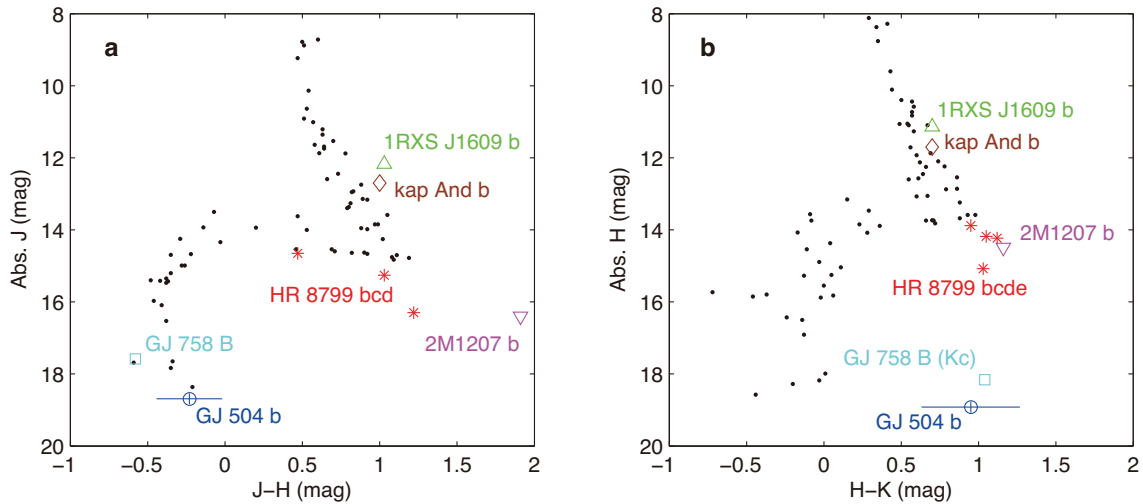 a
8
10
12
14
16
18
20
Abs. J (mag)
−1
−0.5
0
0.5
1
1.5
2
J−H (mag)
1RXS J1609 b
kap And b
HR 8799 bcd
2M1207 b
GJ 758 B
GJ 504 b
b
8
10
12
14
16
18
20
Abs. H (mag)
−1
−0.5
0
0.5
1
1.5
2
H−K (mag)
1RXS J1609 b
kap And b
2M1207 b
HR 8799 bcde
GJ 758 B (Kc)
GJ 504 b